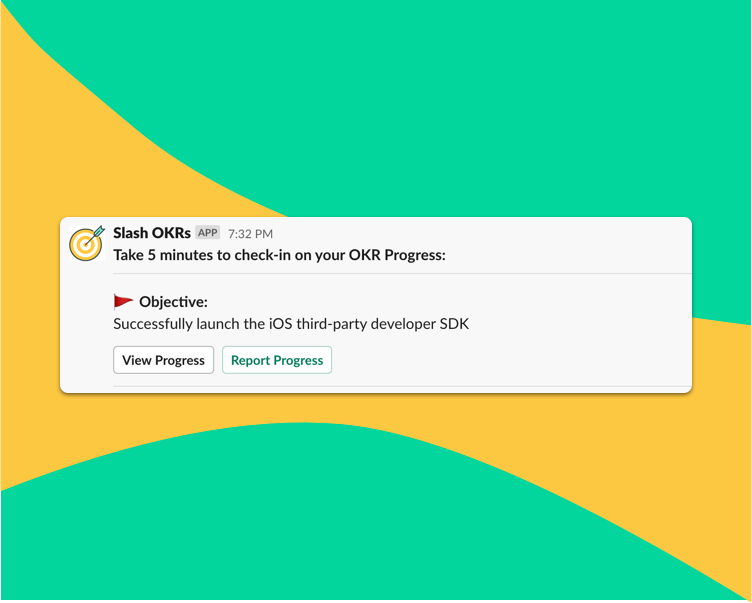 Slash OKRs APP 7:32 PM
Take 5 minutes to check-in on your OKR Progress:
Objective:
Successfully launch the iOS third-party developer SDK
View Progress Report Progress